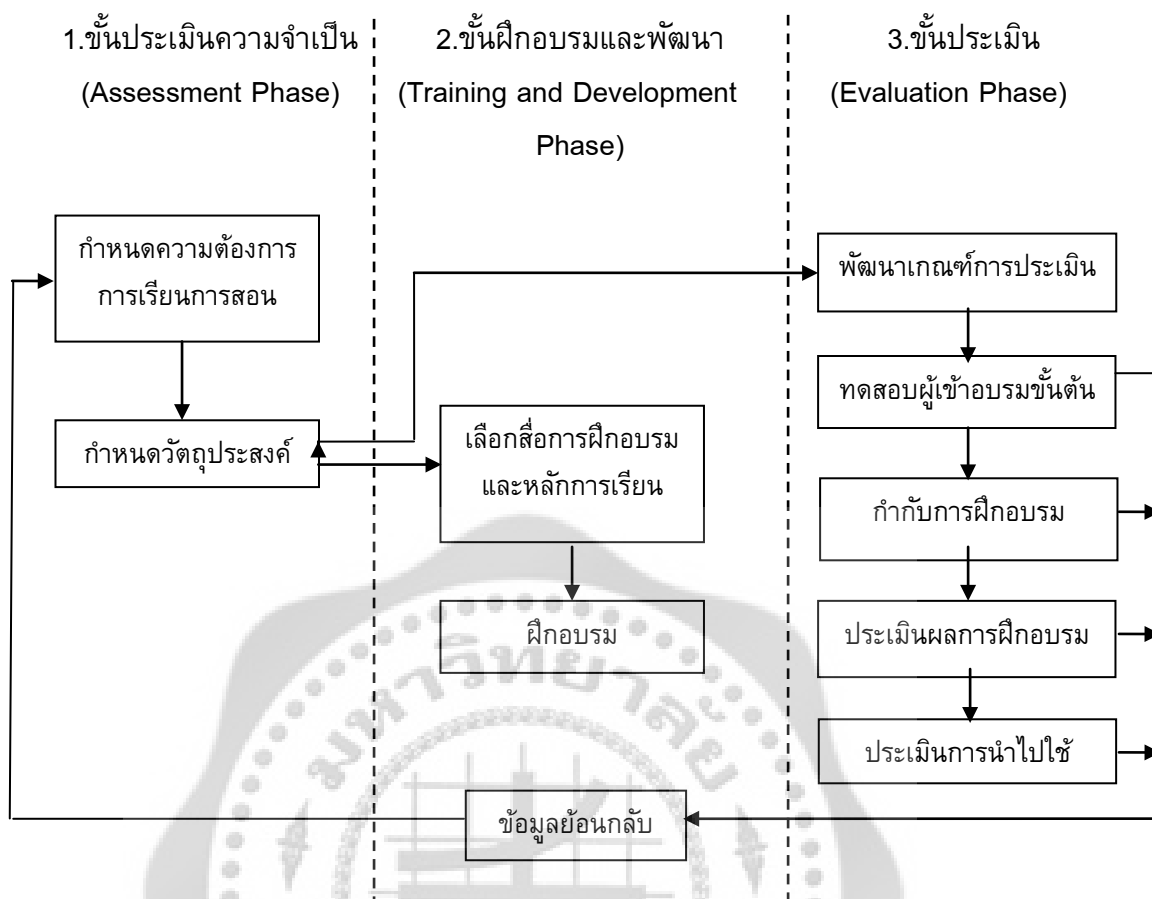 1.ขั้นประเมินความจำเป็น
(Assessment Phase)
2.ขั้นฝึกอบรมและพัฒนา
(Training and Development
Phase)
3.ขั้นประเมิน
(Evaluation Phase)
กำหนดความต้องการ
การเรียนการสอน
กำหนดวัตถุประสงค์
เลือกสื่อการฝึกอบรม
และหลักการเรียน
ฝึกอบรม
พัฒนาเกณฑ์การประเมิน
ทดสอบผู้เข้าอบรมขั้นต้น
กำกับการฝึกอบรม
ประเมินผลการฝึกอบรม
ประเมินการนำไปใช้
ข้อมูลย้อนกลับ
มหาวิทยาลัย